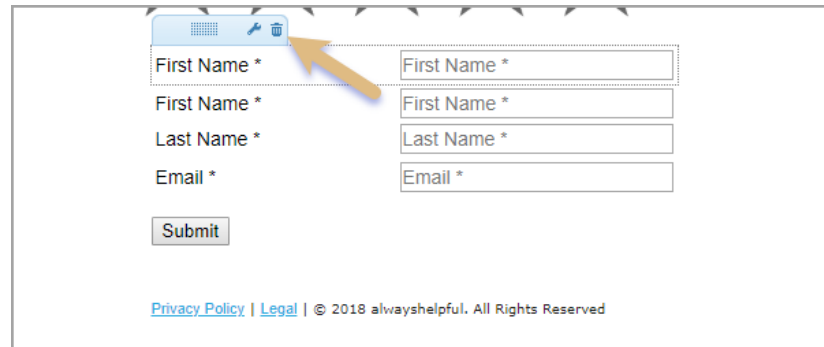 First Name * First Name *
First Name * First Name *
Last Name * Last Name *
Email * Email *
Submit
Privacy Policy | Legal | © 2018 alwayshelpful. All Rights Reserved